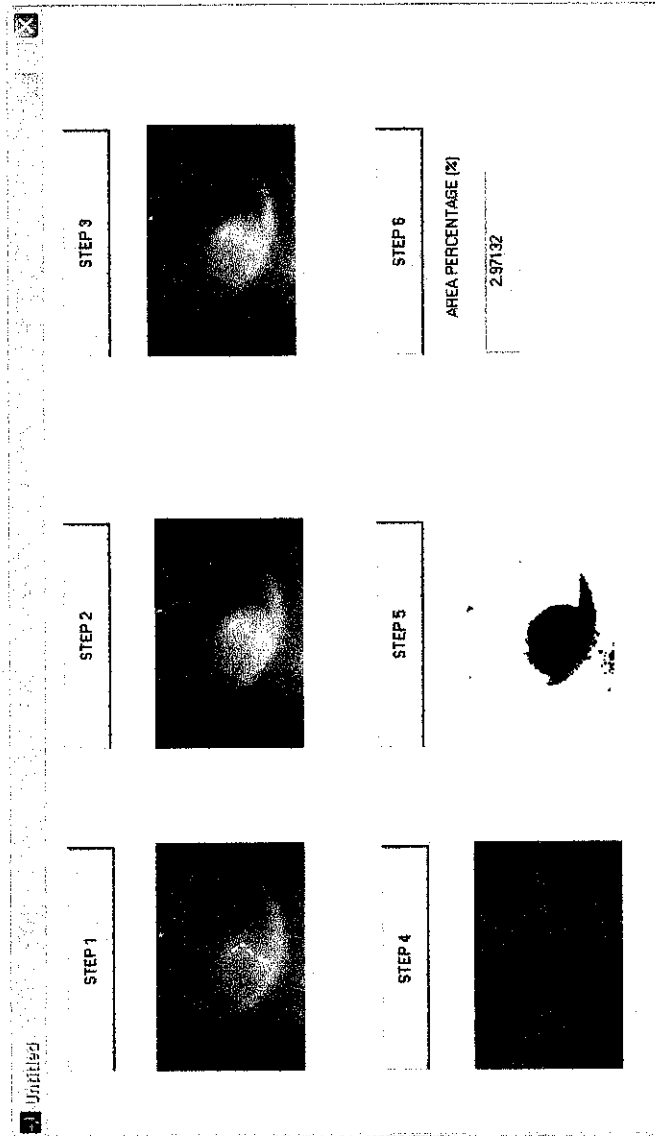 Untitled
STEP 1
STEP 2
STEP 3
STEP 4
STEP 5
STEP 6
AREA PERCENTAGE (%)
2.97132